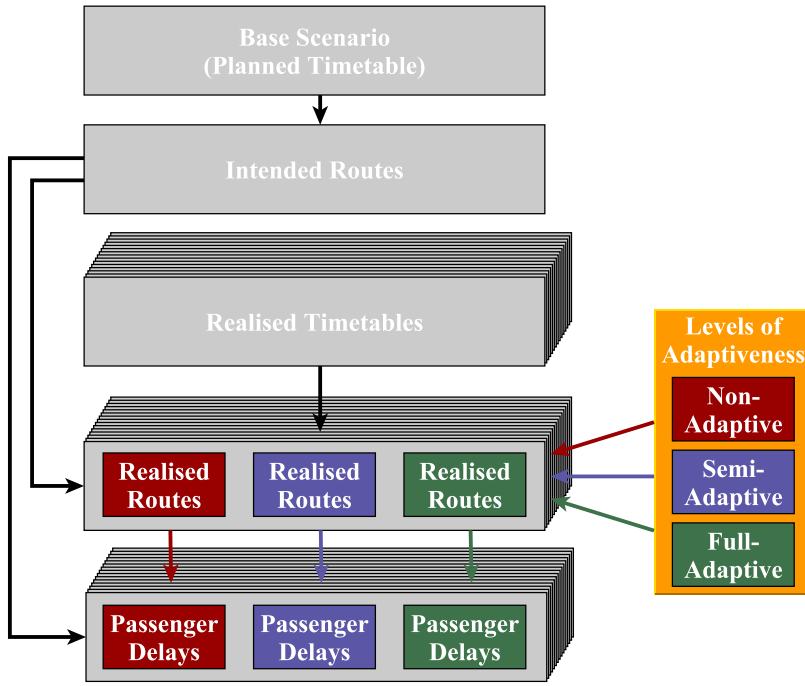 Base Scenario
(Planned Timetable)
Intended Routes
Realised Timetables
Levels of
Adaptiveness
Non-
Adaptive
Semi-
Adaptive
Full-
Adaptive
Realised
Routes
Realised
Routes
Realised
Routes
Passenger
Delays
Passenger
Delays
Passenger
Delays